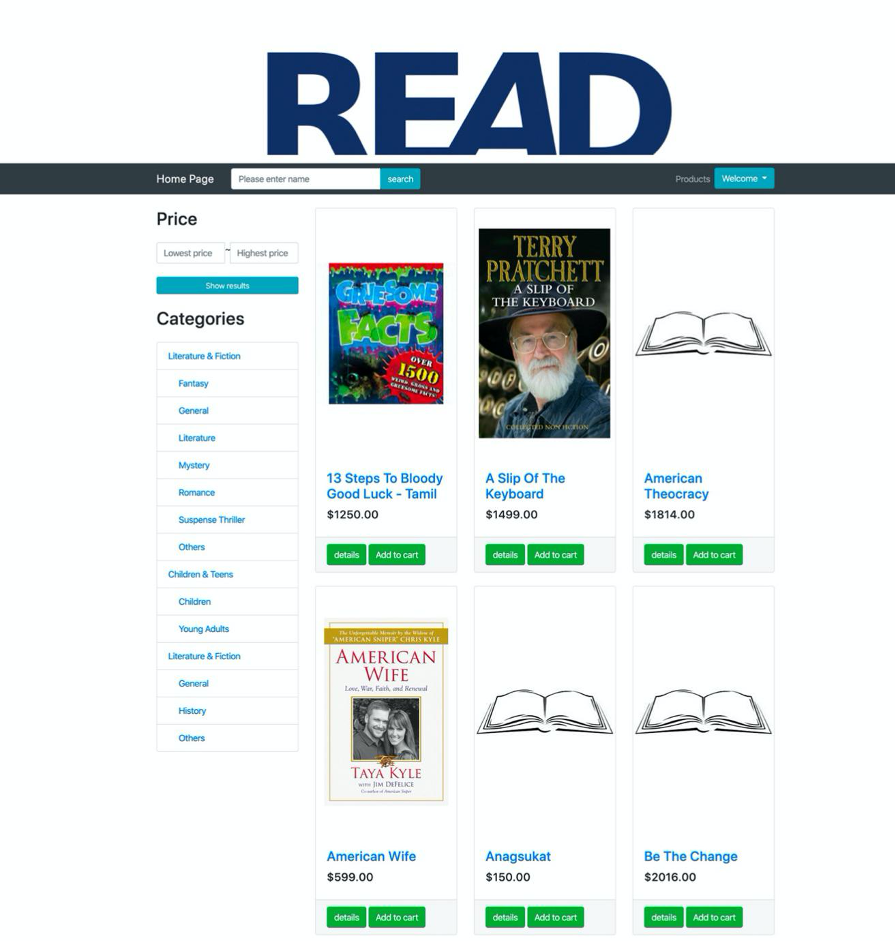 READ
Home Page
Please enter name
search
Products
Welcome
Price
Lowest price
~
Highest price
Show results
Categories
Literature & Fiction
Fantasy
General
Literature
Mystery
Romance
Suspense Thriller
Others
Children & Teens
Children
Young Adults
Literature & Fiction
General
History
Others
GRUESOME
FACTS
OVER
1500
WEIRD, GROSS AND
GRUESOME FACTS!
13 Steps To Bloody
Good Luck - Tamil
$1250.00
details
Add to cart
TERRY
PRATCHETT
A SLIP OF
THE KEYBOARD
COLLECTED NON FICTION
A Slip Of The
Keyboard
$1499.00
details
Add to cart
American
Theocracy
$1814.00
details
Add to cart
The Unforgettable Memoir by the Widow of
"AMERICAN SNIPER" CHRIS KYLE
AMERICAN
WIFE
Love, War, Faith, and Renewal
TAYA KYLE
WITH JIM DEFELICE
Co-author of American Sniper
American Wife
$599.00
details
Add to cart
Anagsukat
$150.00
details
Add to cart
Be The Change
$2016.00
details
Add to cart